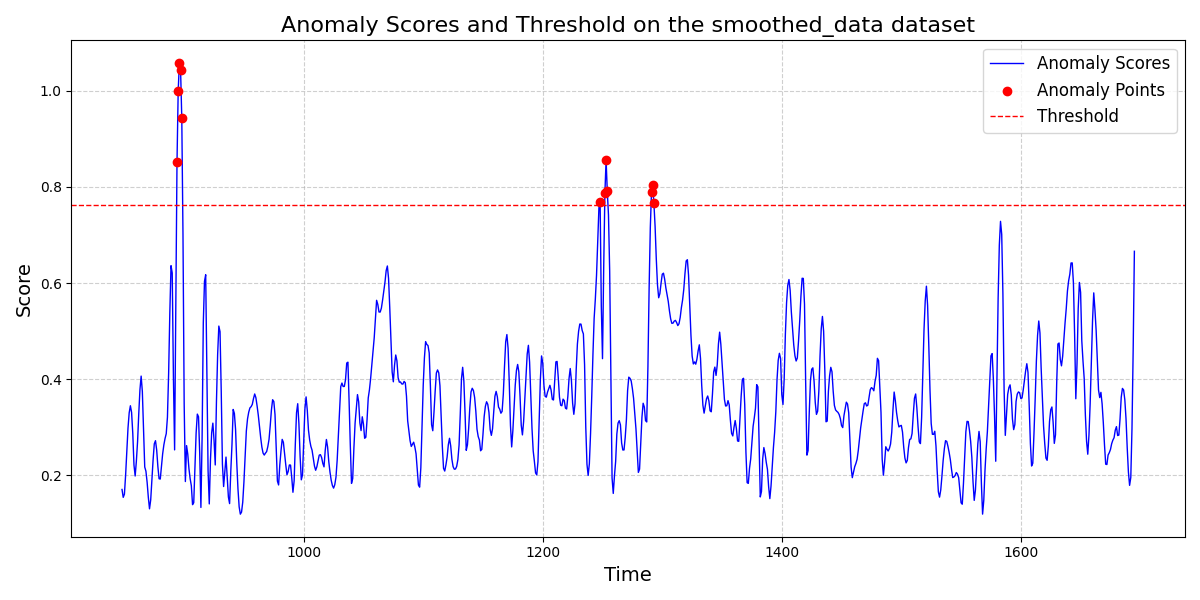 Anomaly Scores and Threshold on the smoothed_data dataset
Anomaly Scores
Anomaly Points
Threshold
Score
1.0
0.8
0.6
0.4
0.2
1000
1200
1400
1600
Time